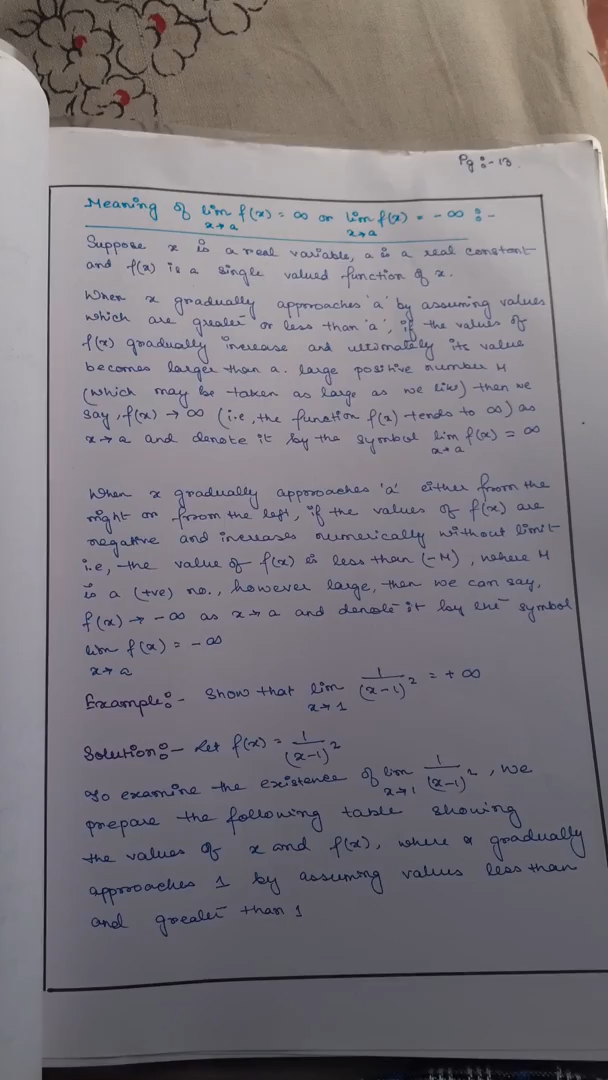 Pg :- 13.
Meaning of lim f(x) = ∞ or lim f(x) = -∞ :-
x→a x→a
Suppose x is a real variable, a is a real constant
and f(x) is a single valued function of x.
When x gradually approaches 'a' by assuming values
which are greater or less than 'a', if the values of
f(x) gradually increase and ultimately its value
becomes larger than a large positive number M
(which may be taken as large as we like) then we
say, f(x) → ∞ (i.e, the function f(x) tends to ∞) as
x→a and denote it by the symbol lim f(x) = ∞
x→a
When x gradually approaches 'a' either from the
right or from the left, if the values of f(x) are
negative and increases numerically without limit
i.e, the value of f(x) is less than (-M), where M
is a (+ve) no., however large, then we can say,
f(x) → -∞ as x→a and denote it by the symbol
lim f(x) = -∞
x→a
Example:- Show that lim 1/(x-1)² = +∞
x→1
Solution:- Let f(x) = 1/(x-1)²
To examine the existence of lim 1/(x-1)², we
x→1
prepare the following table showing
the values of x and f(x), where x gradually
approaches 1 by assuming values less than
and greater than 1